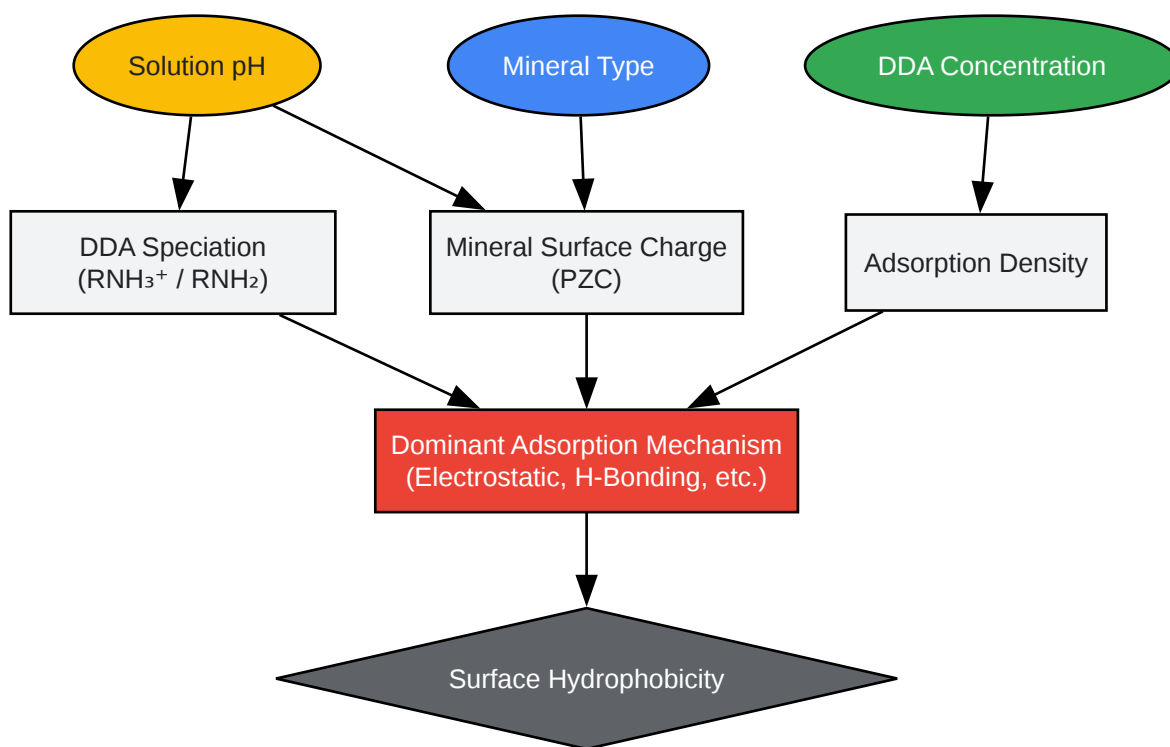 Solution pH
Mineral Type
DDA Concentration
DDA Speciation
(RNH₃⁺ / RNH₂)
Mineral Surface Charge
(PZC)
Adsorption Density
Dominant Adsorption Mechanism
(Electrostatic, H-Bonding, etc.)
Surface Hydrophobicity